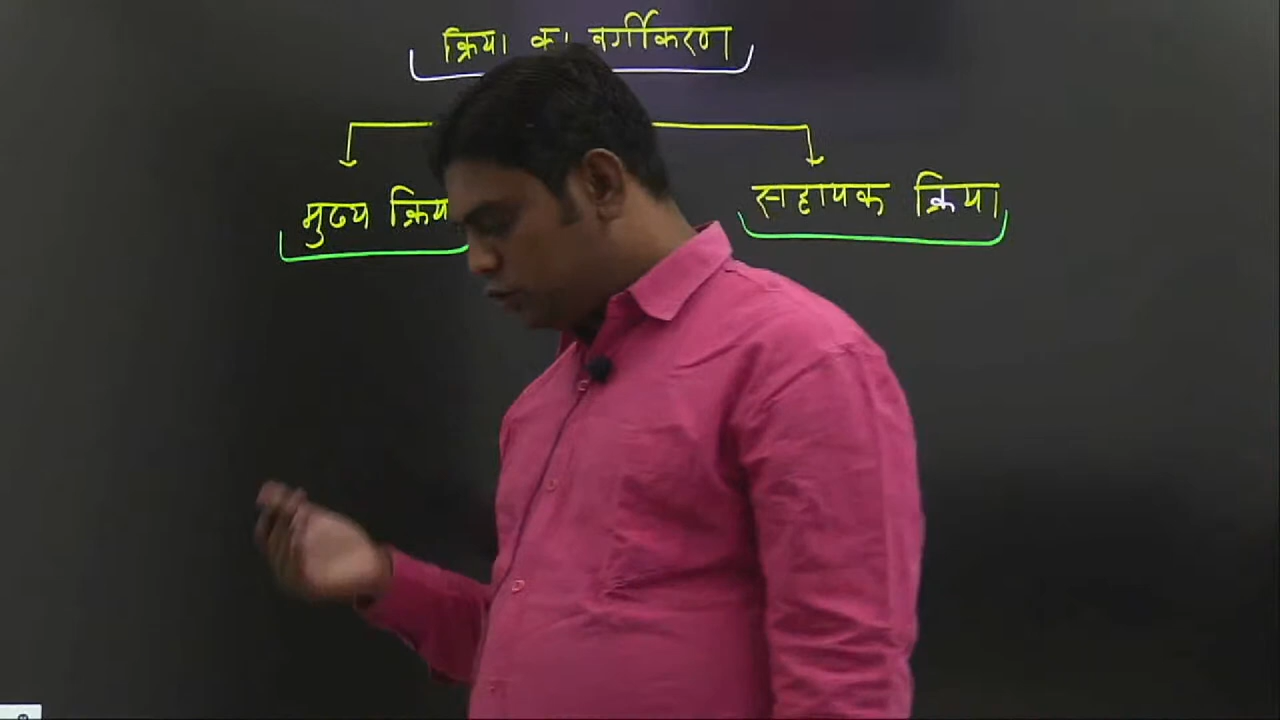 क्रिया का वर्गीकरण
मुख्य क्रिया सहायक क्रिया